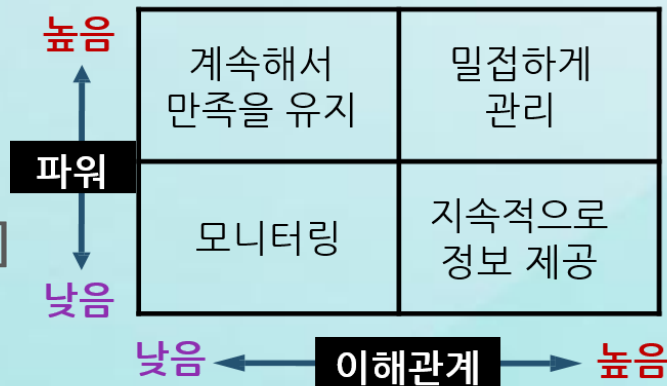 높음
계속해서
만족을 유지
밀접하게
관리
파워
]
모니터링
지속적으로
정보 제공
낮음
낮음
이해관계
높음